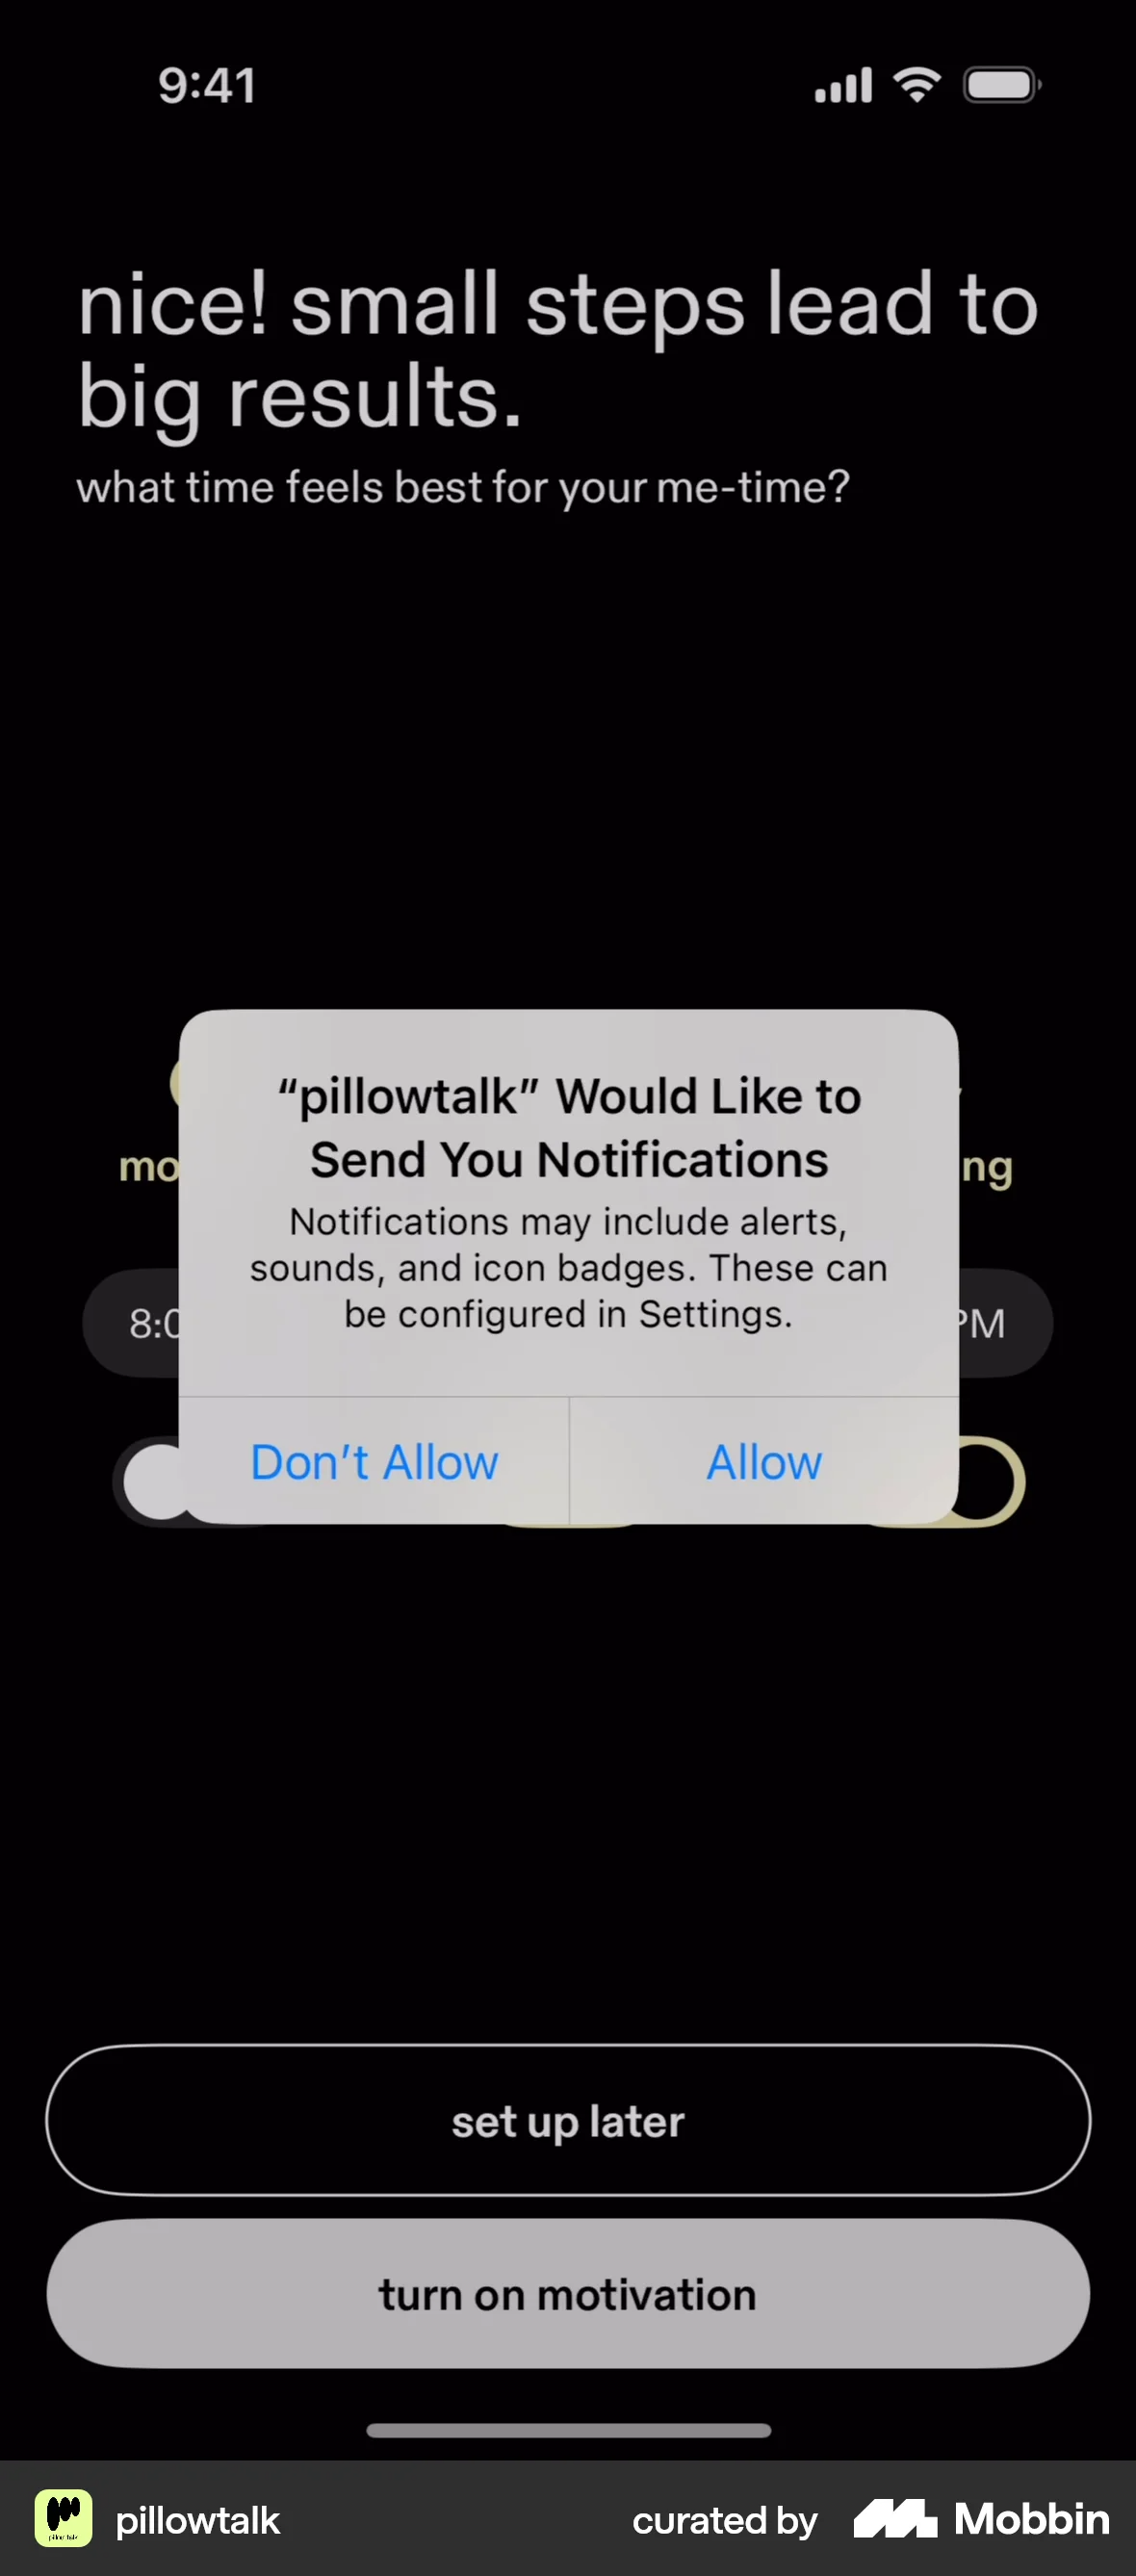 9:41
nice! small steps lead to
big results.
what time feels best for your me-time?
“pillowtalk” Would Like to
Send You Notifications
Notifications may include alerts,
sounds, and icon badges. These can
be configured in Settings.
mo ng
8:0 PM
Don’t Allow Allow
set up later
turn on motivation
pillowtalk curated by Mobbin